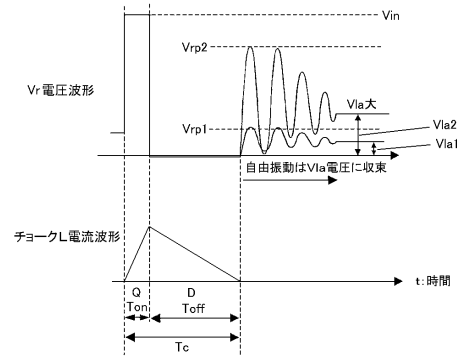 Vin
Vrp2
Vr電圧波形
Vla大
Vrp1
Vla2
Vla1
自由振動はVla電圧に収束
チョークL電流波形
t:時間
Q
D
Ton
Toff
Tc